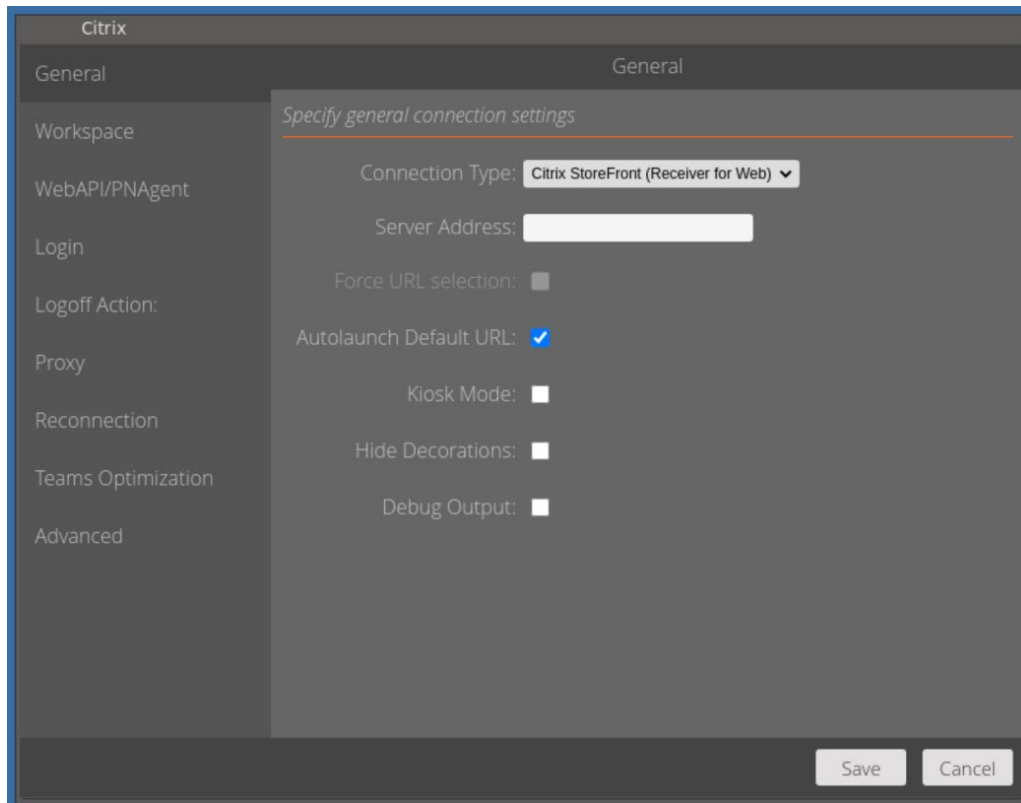 Citrix
General
Workspace
WebAPI/PNAgent
Login
Logoff Action:
Proxy
Reconnection
Teams Optimization
Advanced
General
Specify general connection settings
Connection Type: Citrix StoreFront (Receiver for Web)
Server Address:
Force URL selection:
Autolaunch Default URL:
Kiosk Mode:
Hide Decorations:
Debug Output:
Save Cancel